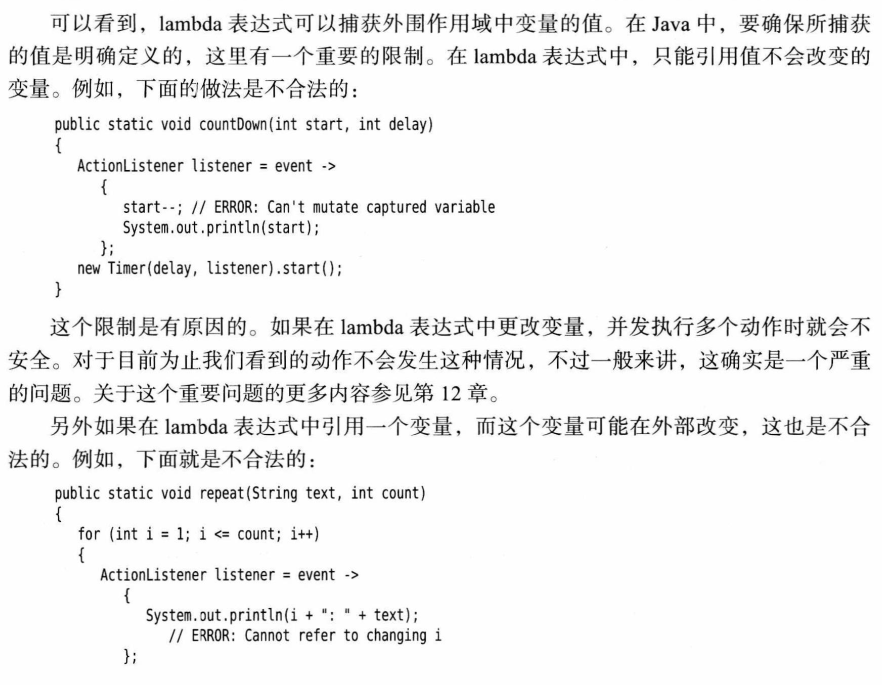 可以看到，lambda 表达式可以捕获外围作用域中变量的值。在 Java 中，要确保所捕获
的值是明确定义的，这里有一个重要的限制。在 lambda 表达式中，只能引用值不会改变的
变量。例如，下面的做法是不合法的：
public static void countDown(int start, int delay)
{
   ActionListener listener = event ->
      {
         start--; // ERROR: Can't mutate captured variable
         System.out.println(start);
      };
   new Timer(delay, listener).start();
}
这个限制是有原因的。如果在 lambda 表达式中更改变量，并发执行多个动作时就会不
安全。对于目前为止我们看到的动作不会发生这种情况，不过一般来讲，这确实是一个严重
的问题。关于这个重要问题的更多内容参见第 12 章。
另外如果在 lambda 表达式中引用一个变量，而这个变量可能在外部改变，这也是不合
法的。例如，下面就是不合法的：
public static void repeat(String text, int count)
{
   for (int i = 1; i <= count; i++)
   {
      ActionListener listener = event ->
         {
            System.out.println(i + ": " + text);
               // ERROR: Cannot refer to changing i
         };